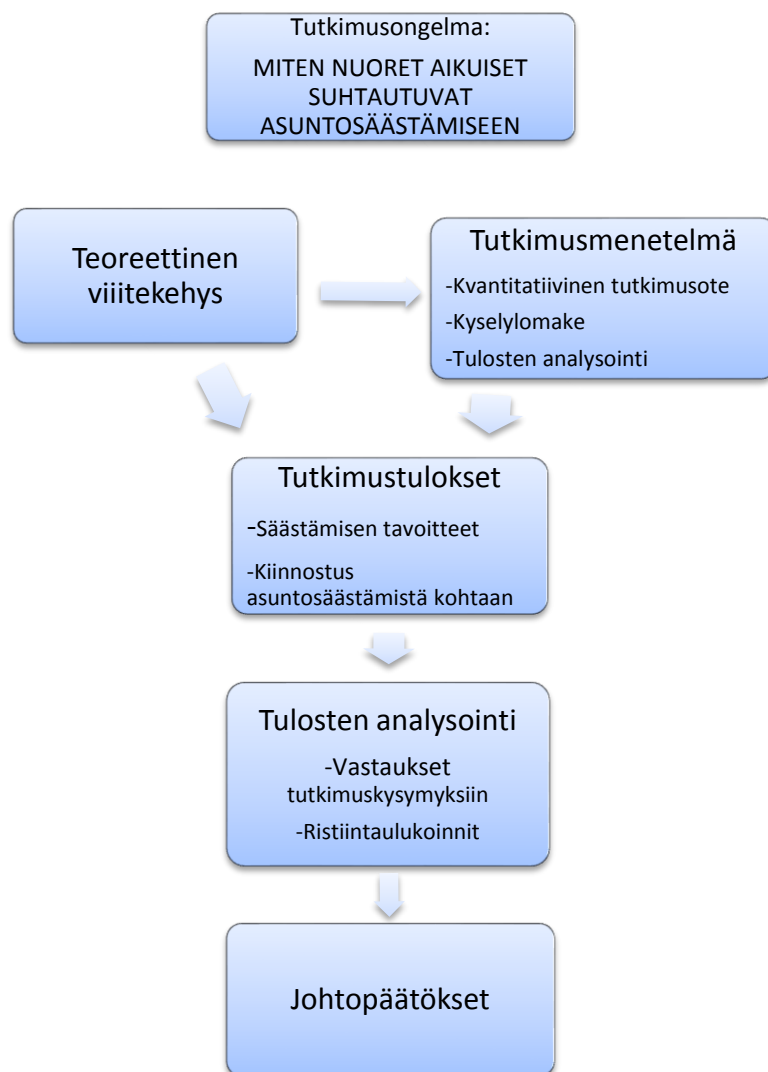 Tutkimusongelma:
MITEN NUORET AIKUISET
SUHTAUTUVAT
ASUNTOSÄÄSTÄMISEEN
Teoreettinen
viitekehys
Tutkimusmenetelmä
-Kvantitatiivinen tutkimusote
-Kyselylomake
-Tulosten analysointi
Tutkimustulokset
-Säästämisen tavoitteet
-Kiinnostus
asuntosäästämistä kohtaan
Tulosten analysointi
-Vastaukset
tutkimuskysymyksiin
-Ristiintaulukoinnit
Johtopäätökset